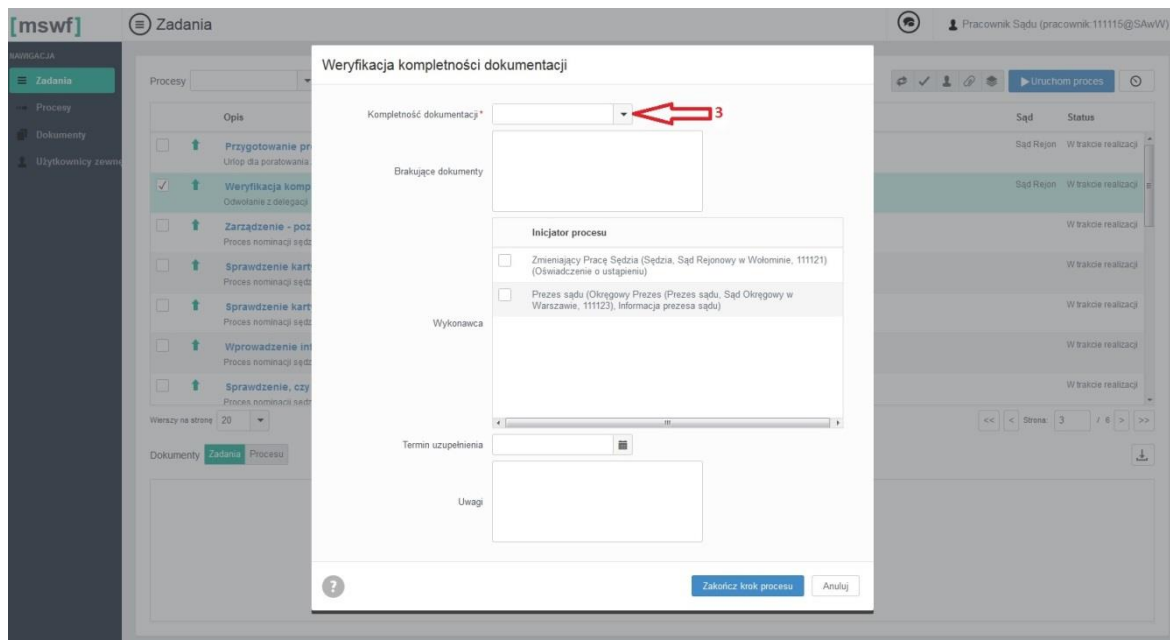 [mswf]
Zadania
Pracownik Sądu (pracownik.111115@SAwW)
NAWIGACJA
Zadania
Procesy
Dokumenty
Użytkownicy zewnę
Procesy
Uruchom proces
Opis
Sąd
Status
Przygotowanie pr
Urlop dla poratowania
Sąd Rejon
W trakcie realizacji
Weryfikacja komp
Odwołanie z delegacji
Sąd Rejon
W trakcie realizacji
Zarządzenie - poz
Proces nominacji sędz
W trakcie realizacji
Sprawdzenie kart
Proces nominacji sędz
W trakcie realizacji
Sprawdzenie kart
Proces nominacji sędz
W trakcie realizacji
Wprowadzenie inf
Proces nominacji sędz
W trakcie realizacji
Sprawdzenie, czy
Proces nominacji sędz
W trakcie realizacji
Wierszy na stronę 20
<< < Strona: 3 / 6 > >>
Dokumenty Zadania Procesu
Weryfikacja kompletności dokumentacji
Kompletność dokumentacji*
3
Brakujące dokumenty
Wykonawca
Inicjator procesu
Zmieniający Pracę Sędzia (Sędzia, Sąd Rejonowy w Wołominie, 111121)
(Oświadczenie o ustąpieniu)
Prezes sądu (Okręgowy Prezes (Prezes sądu, Sąd Okręgowy w
Warszawie, 111123), Informacja prezesa sądu)
Termin uzupełnienia
Uwagi
?
Zakończ krok procesu
Anuluj